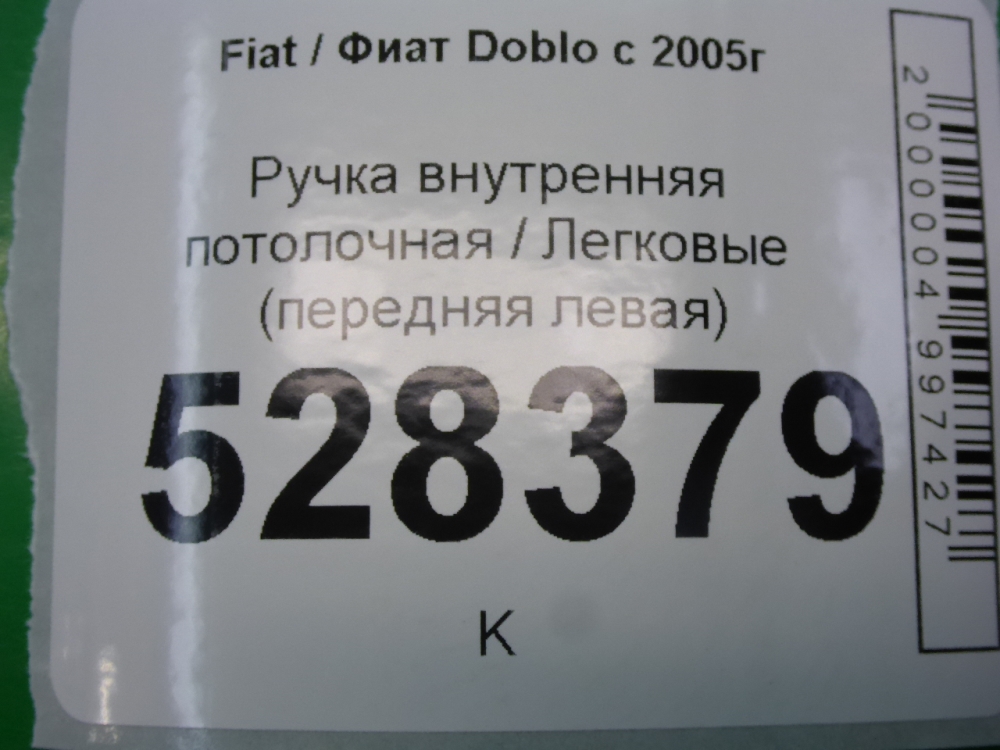 Fiat / Фиат Doblo с 2005г
Ручка внутренняя
потолочная / Легковые
(передняя левая)
528379
К
2000004997427